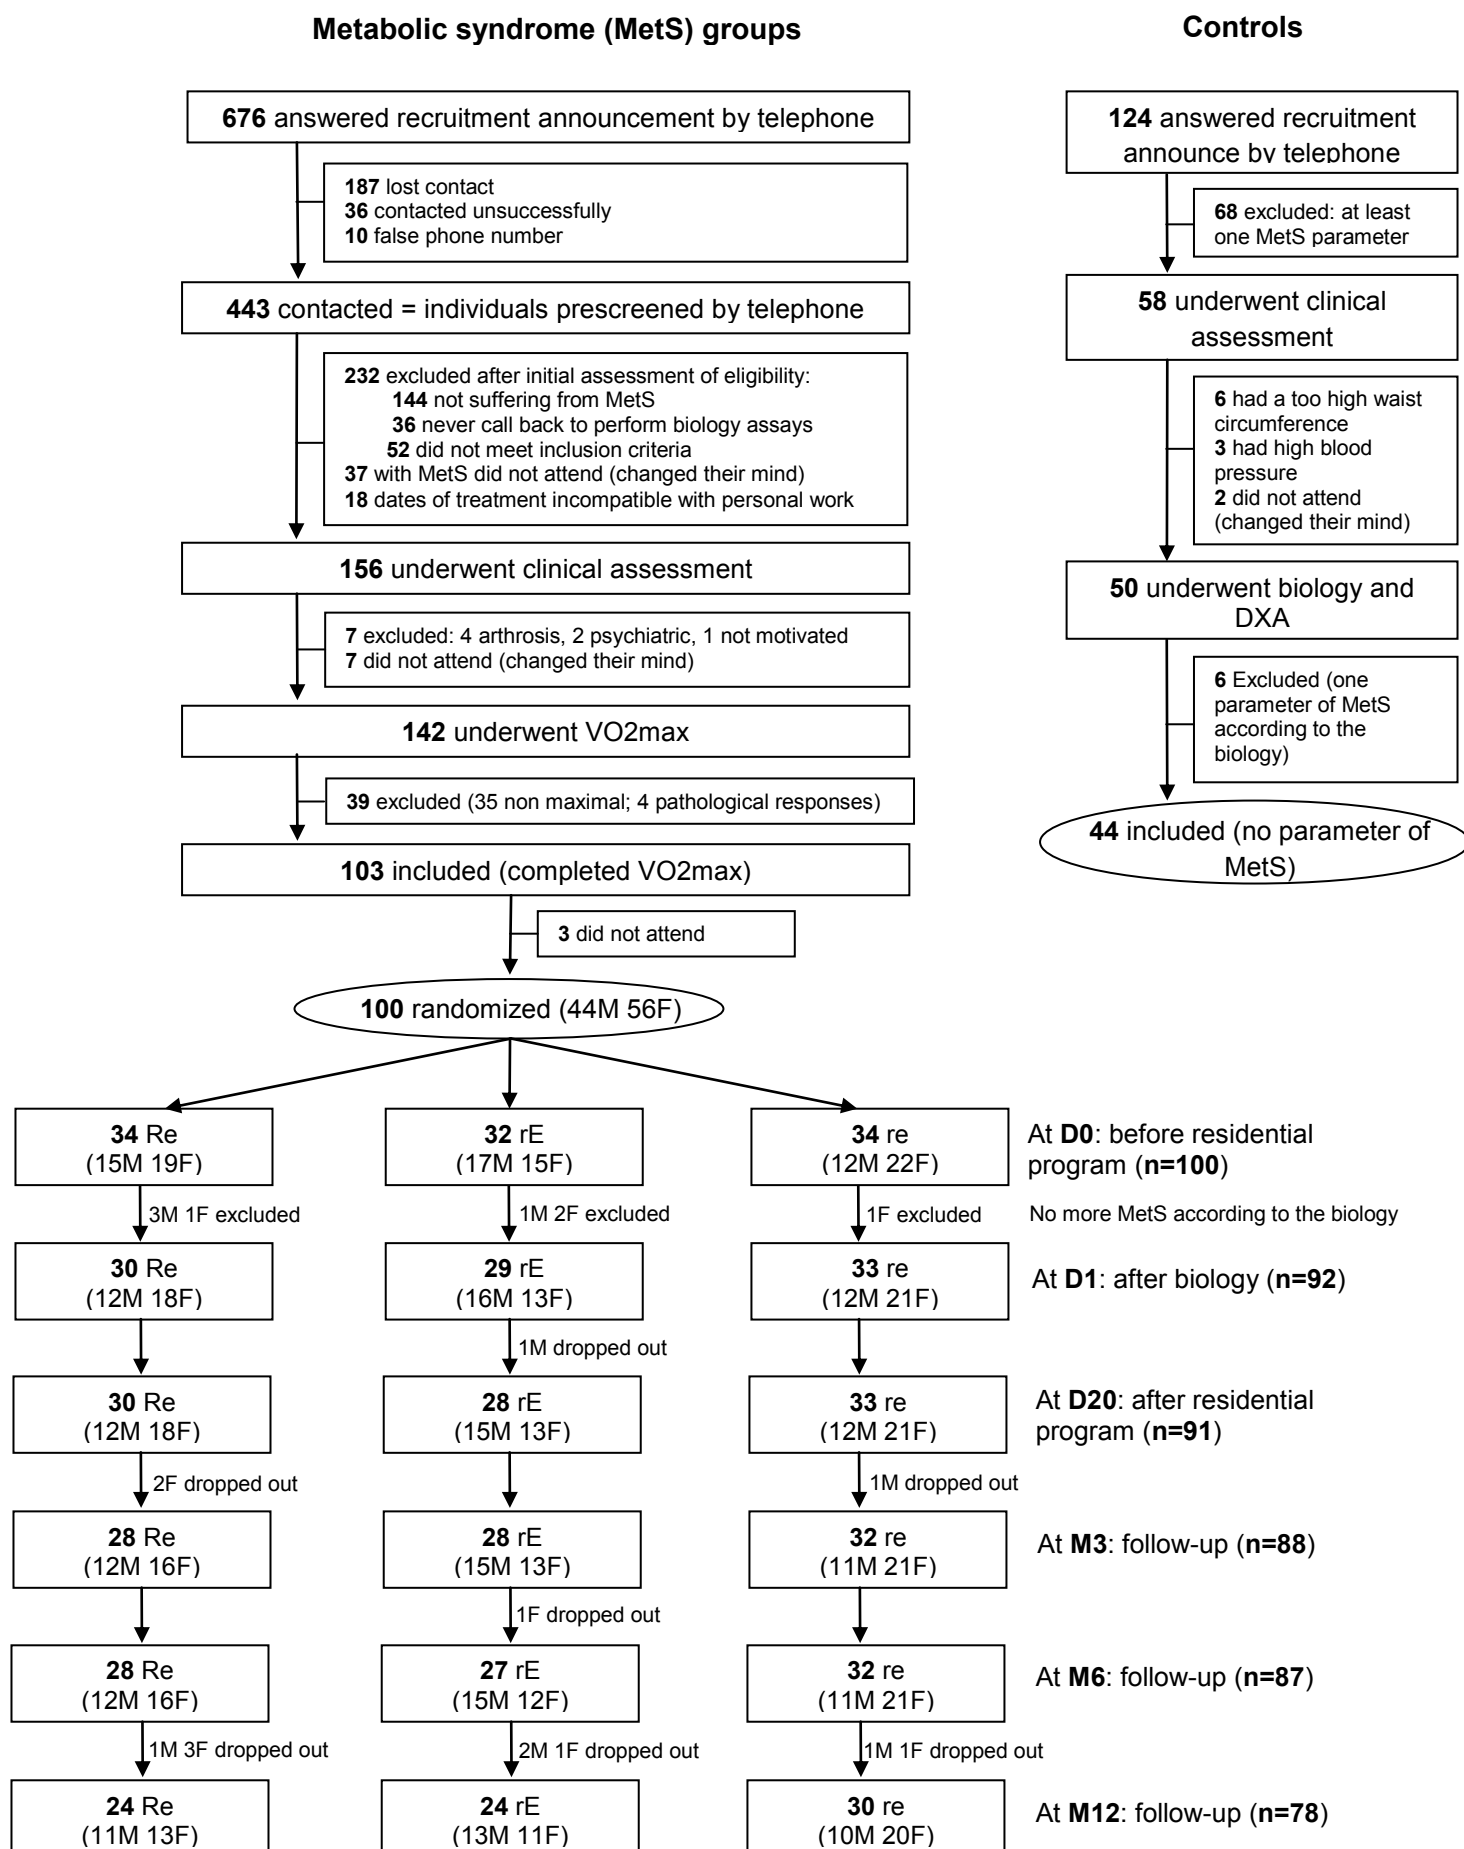 Metabolic syndrome (MetS) groups
Controls
676 answered recruitment announcement by telephone
187 lost contact
36 contacted unsuccessfully
10 false phone number
443 contacted = individuals prescreened by telephone
232 excluded after initial assessment of eligibility:
144 not suffering from MetS
36 never call back to perform biology assays
52 did not meet inclusion criteria
37 with MetS did not attend (changed their mind)
18 dates of treatment incompatible with personal work
156 underwent clinical assessment
7 excluded: 4 arthrosis, 2 psychiatric, 1 not motivated
7 did not attend (changed their mind)
142 underwent VO2max
39 excluded (35 non maximal; 4 pathological responses)
103 included (completed VO2max)
3 did not attend
100 randomized (44M 56F)
124 answered recruitment
announce by telephone
68 excluded: at least
one MetS parameter
58 underwent clinical
assessment
6 had a too high waist
circumference
3 had high blood
pressure
2 did not attend
(changed their mind)
50 underwent biology and
DXA
6 Excluded (one
parameter of MetS
according to the
biology)
44 included (no parameter of
MetS)
34 Re
(15M 19F)
32 rE
(17M 15F)
34 re
(12M 22F)
At D0: before residential
program (n=100)
3M 1F excluded
1M 2F excluded
1F excluded
No more MetS according to the biology
30 Re
(12M 18F)
29 rE
(16M 13F)
33 re
(12M 21F)
At D1: after biology (n=92)
1M dropped out
30 Re
(12M 18F)
28 rE
(15M 13F)
33 re
(12M 21F)
At D20: after residential
program (n=91)
2F dropped out
1M dropped out
28 Re
(12M 16F)
28 rE
(15M 13F)
32 re
(11M 21F)
At M3: follow-up (n=88)
1F dropped out
28 Re
(12M 16F)
27 rE
(15M 12F)
32 re
(11M 21F)
At M6: follow-up (n=87)
1M 3F dropped out
2M 1F dropped out
1M 1F dropped out
24 Re
(11M 13F)
24 rE
(13M 11F)
30 re
(10M 20F)
At M12: follow-up (n=78)